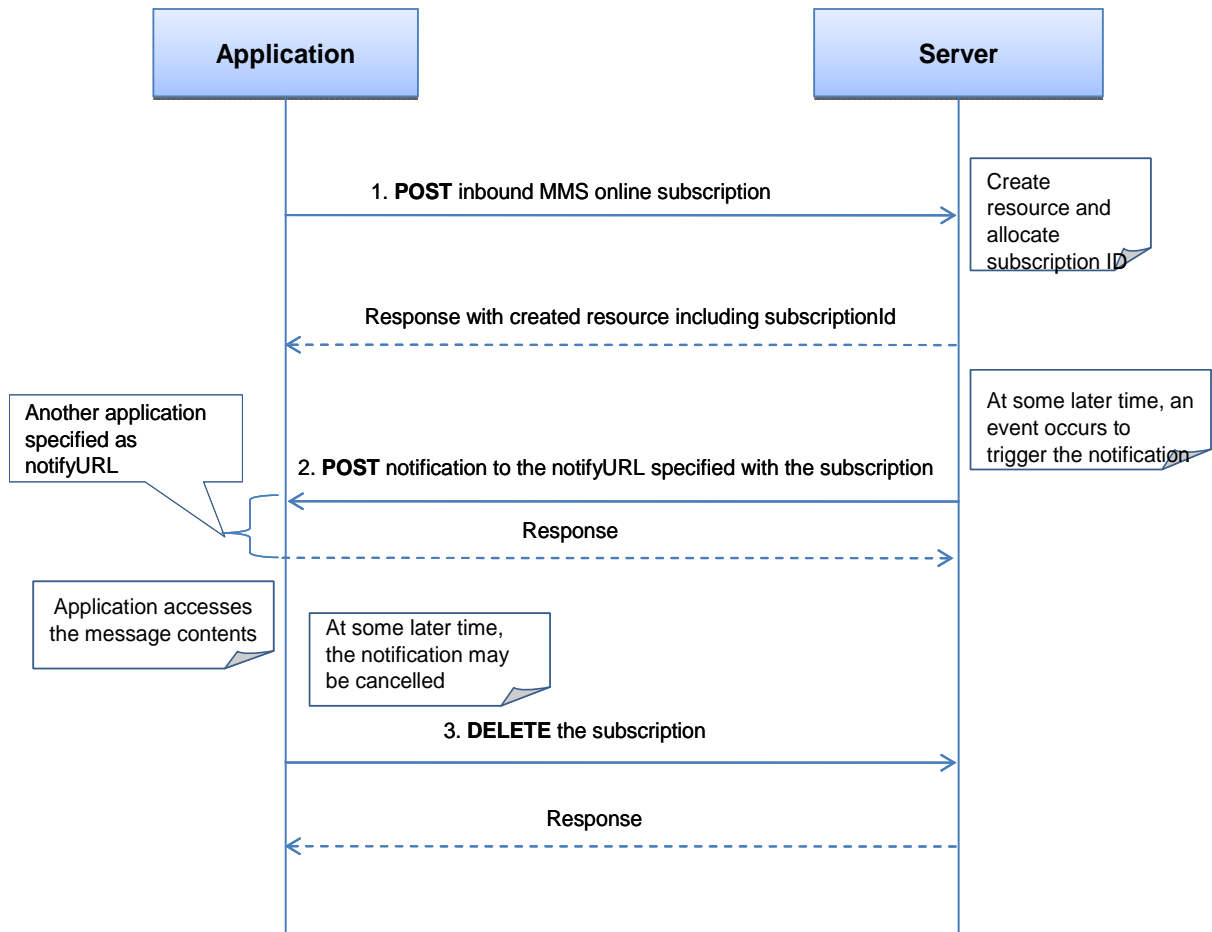 Application
Server
1. POST inbound MMS online subscription
Create
resource and
allocate
subscription ID
Response with created resource including subscriptionId
At some later time, an
event occurs to
trigger the notification
Another application
specified as
notifyURL
2. POST notification to the notifyURL specified with the subscription
Response
Application accesses
the message contents
At some later time,
the notification may
be cancelled
3. DELETE the subscription
Response